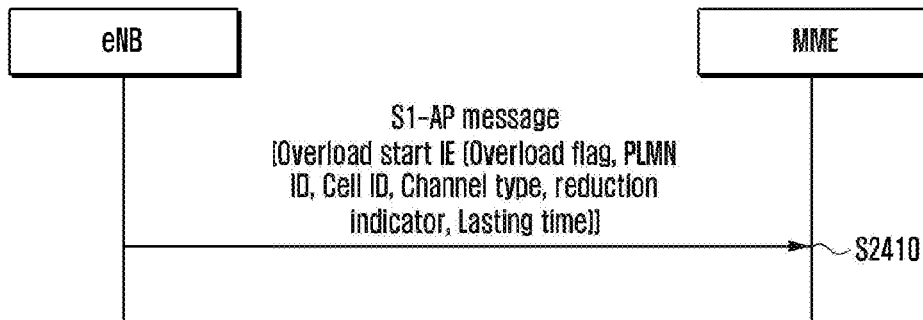 eNB
MME
S1-AP message
[Overload start IE (Overload flag, PLMN
ID, Cell ID, Channel type, reduction
indicator, Lasting time)]
S2410